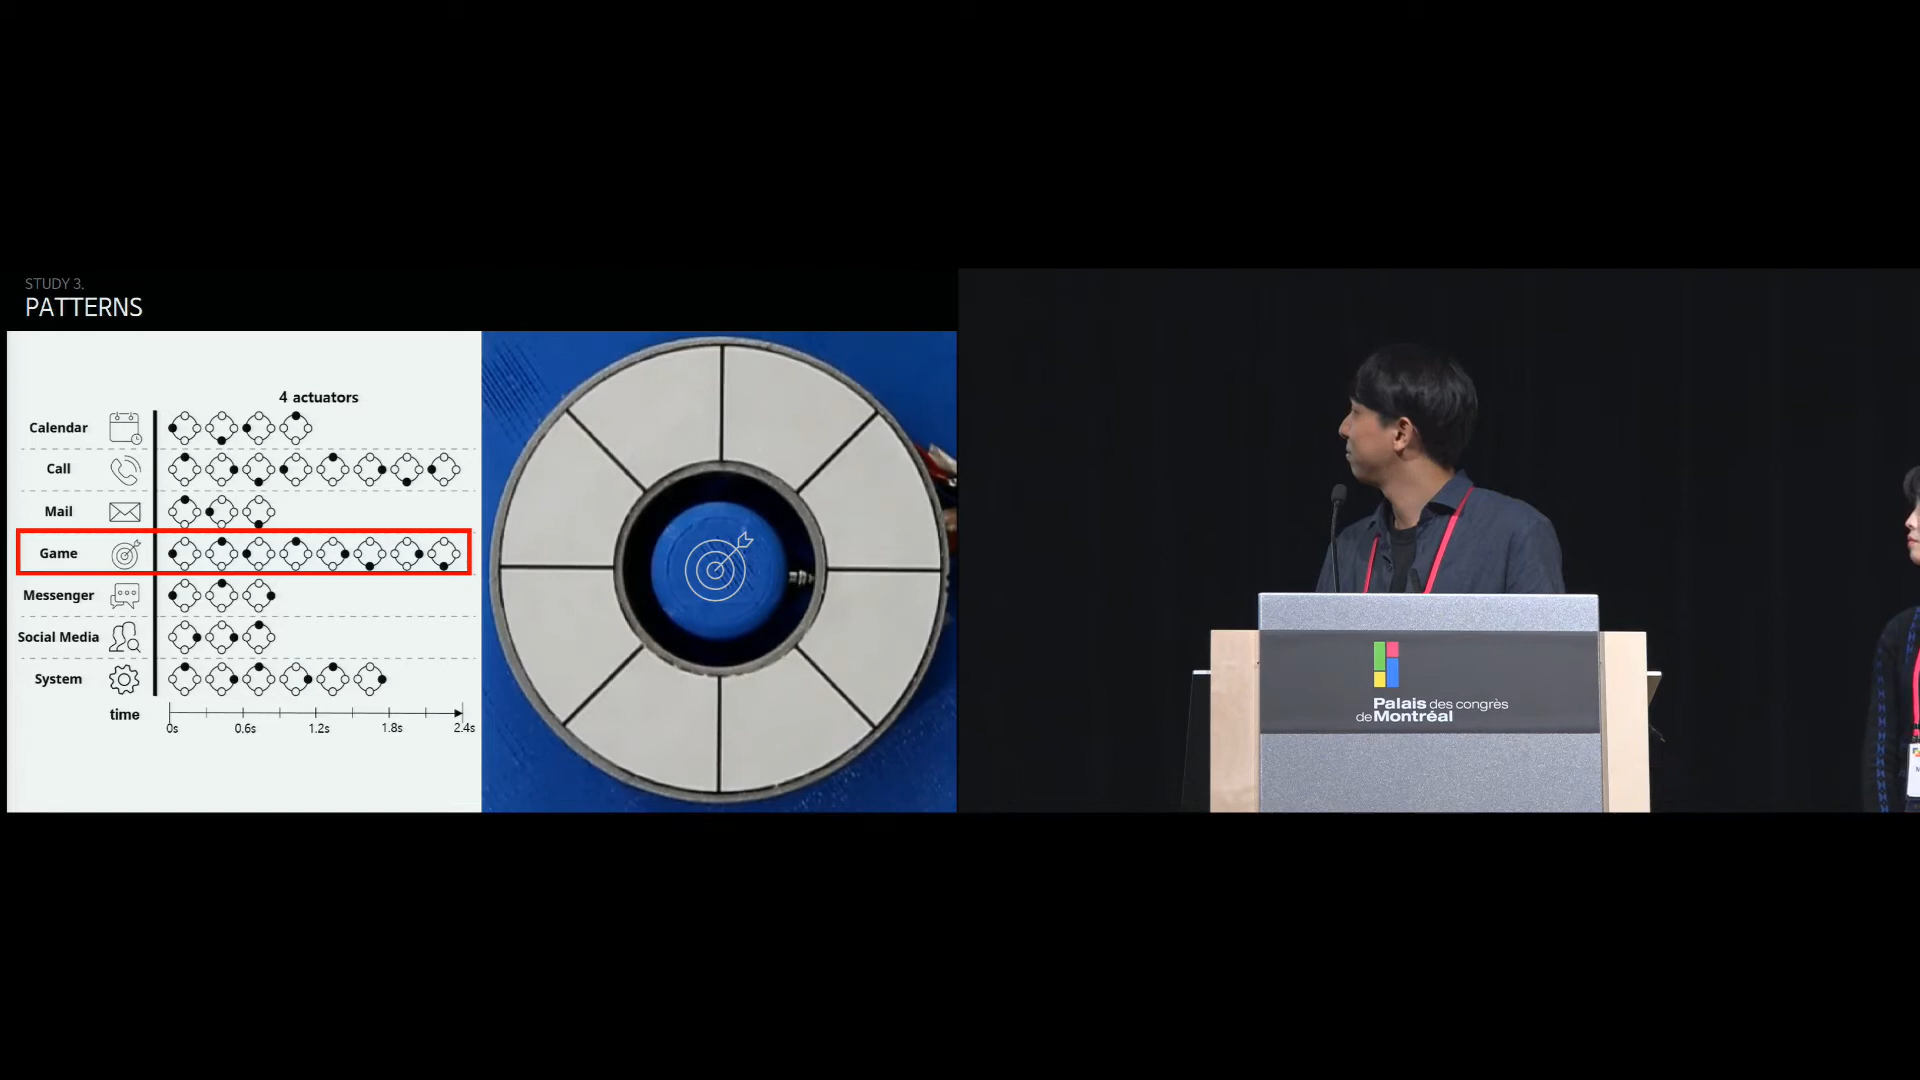 STUDY 3.
PATTERNS
4 actuators
Calendar
Call
Mail
Game
Messenger
Social Media
System
time
0s 0.6s 1.2s 1.8s 2.4s
Palais des congrès
de Montréal